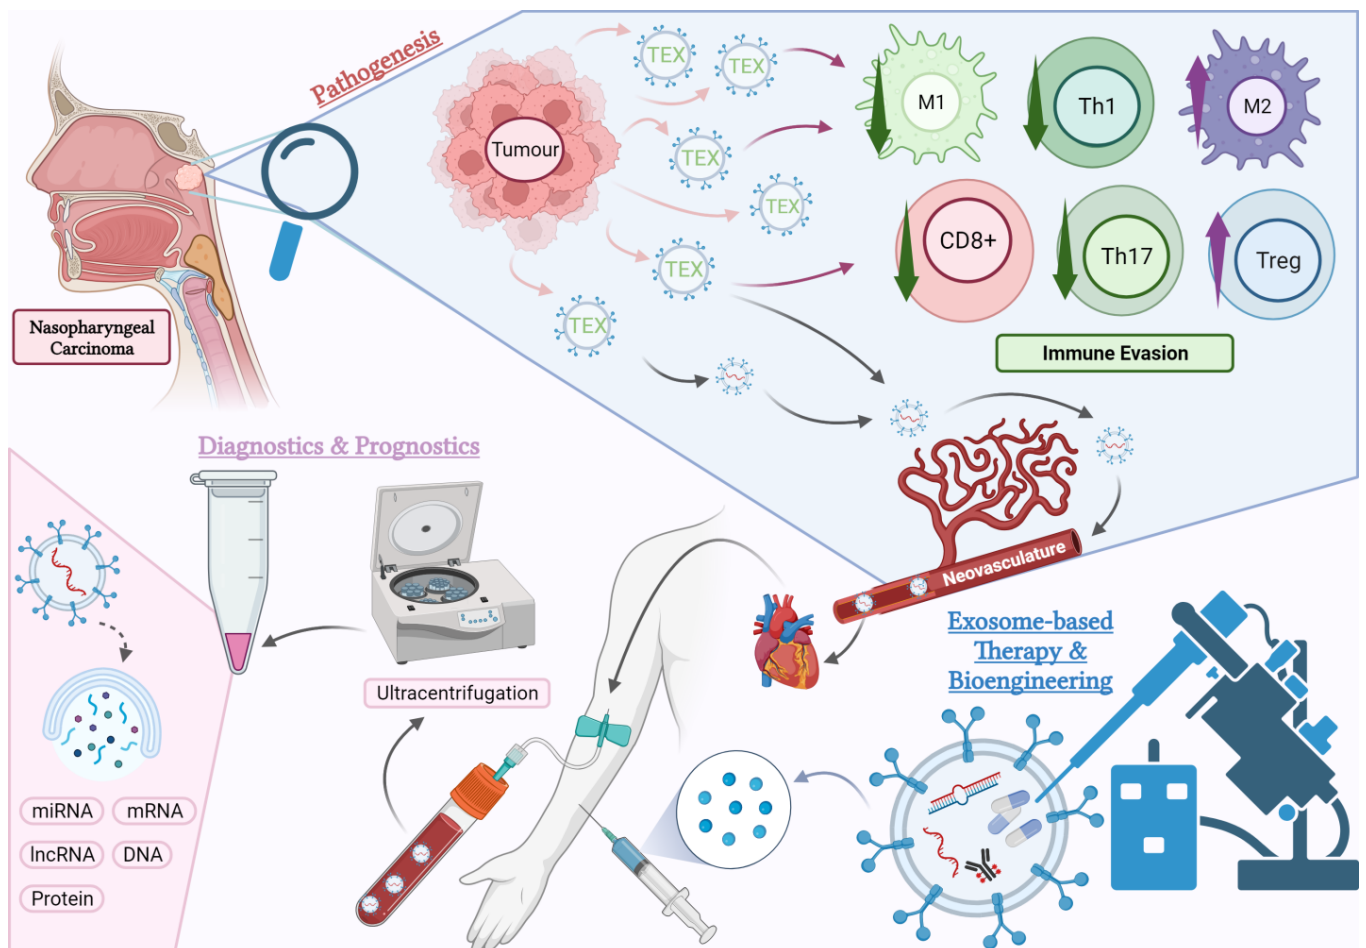 Pathogenesis
TEX
TEX
Tumour
TEX
TEX
TEX
TEX
M1
Th1
M2
CD8+
Th17
Treg
Immune Evasion
Nasopharyngeal
Carcinoma
Neovasculature
Diagnostics & Prognostics
Ultracentrifugation
miRNA
mRNA
lncRNA
DNA
Protein
Exosome-based
Therapy &
Bioengineering